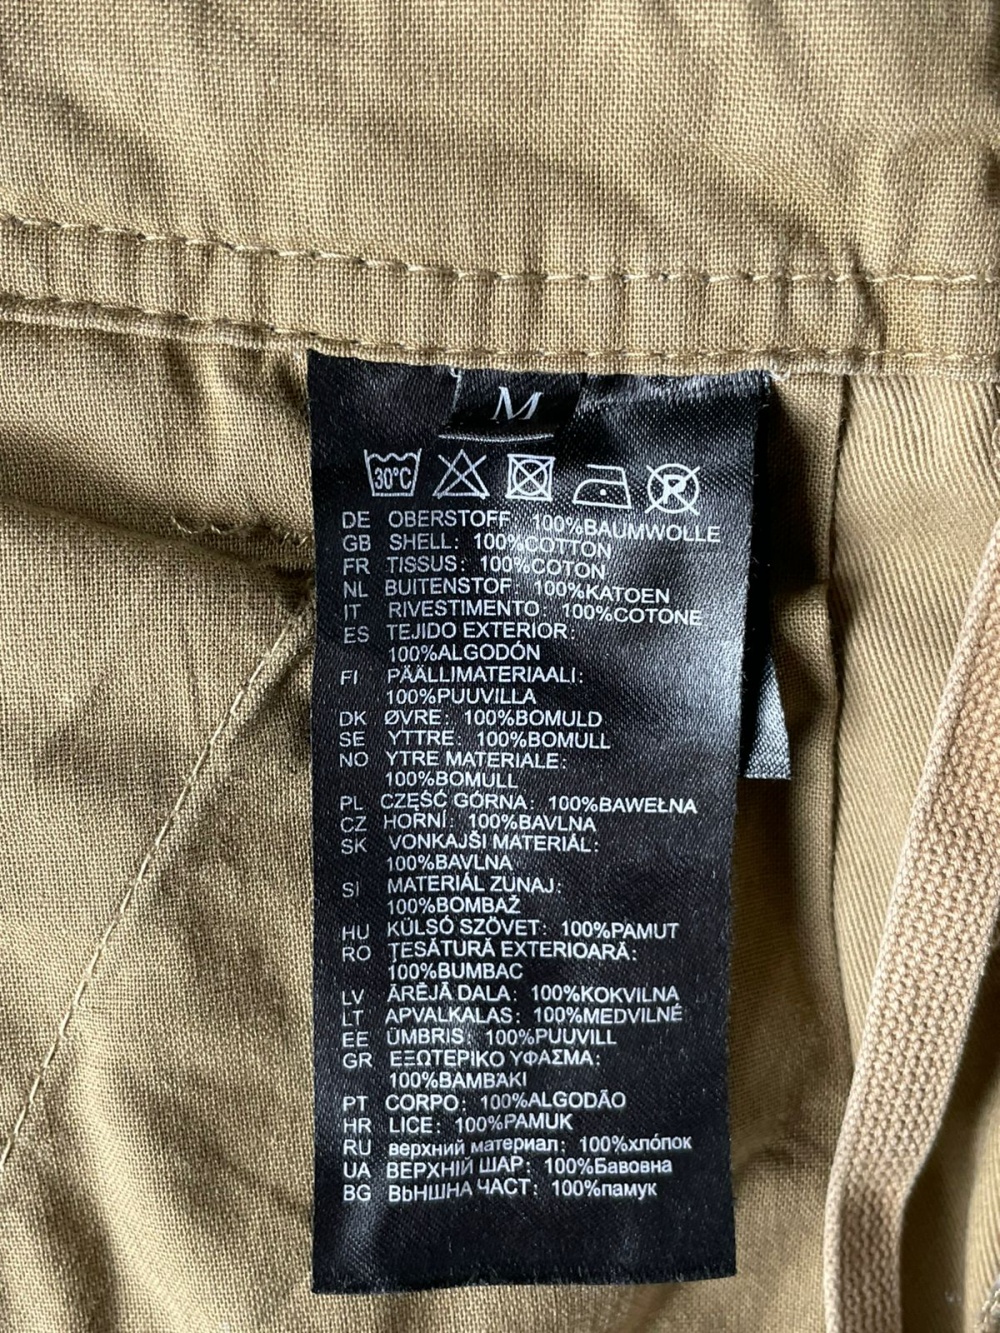 M
30°C P
DE OBERSTOFF: 100%BAUMWOLLE
GB SHELL: 100%COTTON
FR TISSUS: 100%COTON
NL BUITENSTOF: 100%KATOEN
IT RIVESTIMENTO: 100%COTONE
ES TEJIDO EXTERIOR:
100%ALGODÓN
FI PÄÄLLIMATERIAALI:
100%PUUVILLA
DK ØVRE: 100%BOMULD
SE YTTRE: 100%BOMULL
NO YTRE MATERIALE:
100%BOMULL
PL CZĘŚĆ GÓRNA: 100%BAWEŁNA
CZ HORNÍ: 100%BAVLNA
SK VONKAJŠI MATERIÁL:
100%BAVLNA
SI MATERIÁL ZUNAJ:
100%BOMBAŽ
HU KÜLSÓ SZÖVET: 100%PAMUT
RO ȚESĂTURĂ EXTERIOARĂ:
100%BUMBAC
LV ĀRĒJĀ DALA: 100%KOKVILNA
LT APVALKALAS: 100%MEDVILNĖ
EE ÜMBRIS: 100%PUUVILL
GR ΕΞΩΤΕΡΙΚΟ ΥΦΑΣΜΑ:
100%ΒΑΜΒΑΚΙ
PT CORPO: 100%ALGODÃO
HR LICE: 100%PAMUK
RU верхний материал: 100%хлόпок
UA ВЕРХНІЙ ШАР: 100%Бавовна
BG ВЬНШНА ЧАСТ: 100%памук